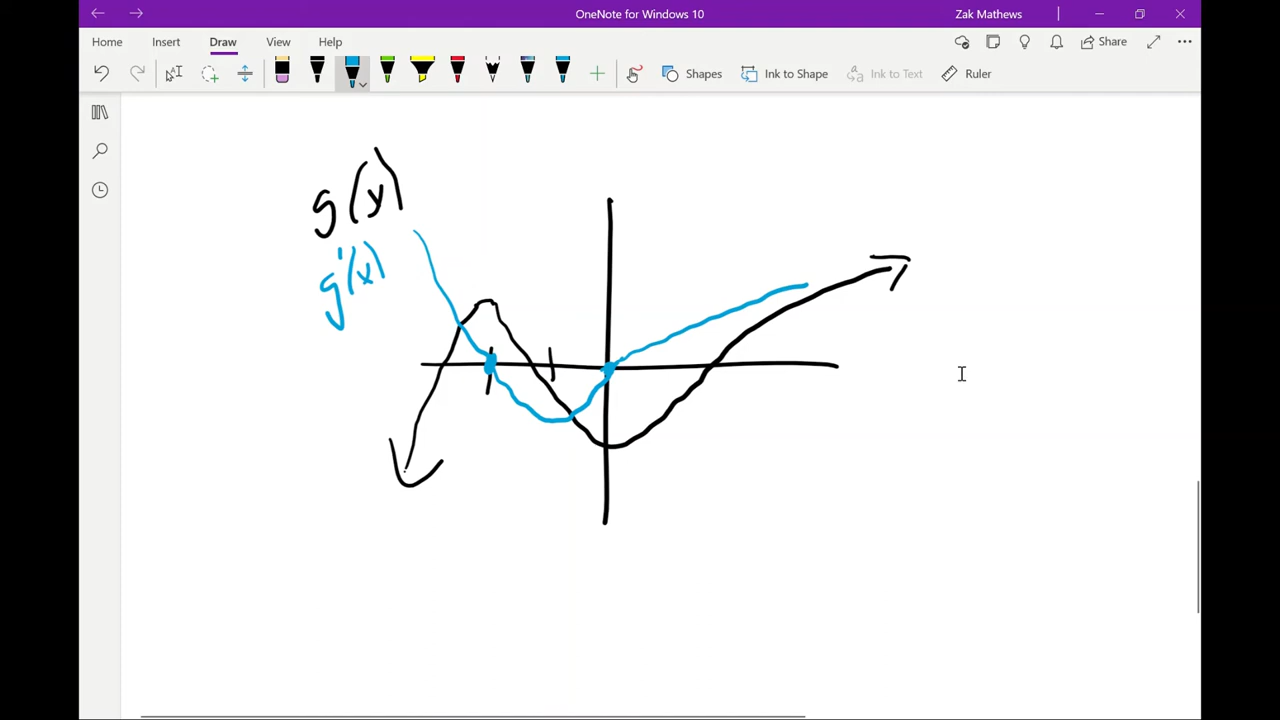 OneNote for Windows 10
Zak Mathews
Home Insert Draw View Help
Share
Shapes Ink to Shape Ink to Text Ruler
g(x)
g'(x)